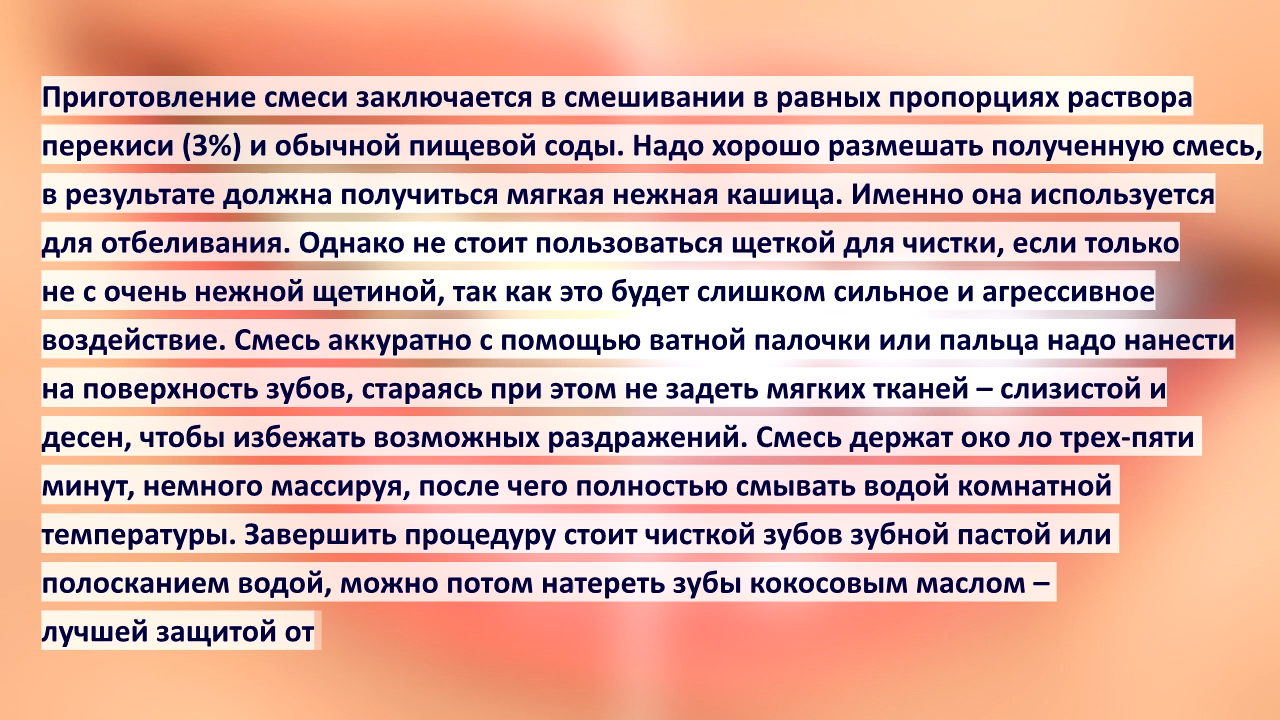 Приготовление смеси заключается в смешивании в равных пропорциях раствора
перекиси (3%) и обычной пищевой соды. Надо хорошо размешать полученную смесь,
в результате должна получиться мягкая нежная кашица. Именно она используется
для отбеливания. Однако не стоит пользоваться щеткой для чистки, если только
не с очень нежной щетиной, так как это будет слишком сильное и агрессивное
воздействие. Смесь аккуратно с помощью ватной палочки или пальца надо нанести
на поверхность зубов, стараясь при этом не задеть мягких тканей – слизистой и
десен, чтобы избежать возможных раздражений. Смесь держат око ло трех-пяти
минут, немного массируя, после чего полностью смывать водой комнатной
температуры. Завершить процедуру стоит чисткой зубов зубной пастой или
полосканием водой, можно потом натереть зубы кокосовым маслом –
лучшей защитой от